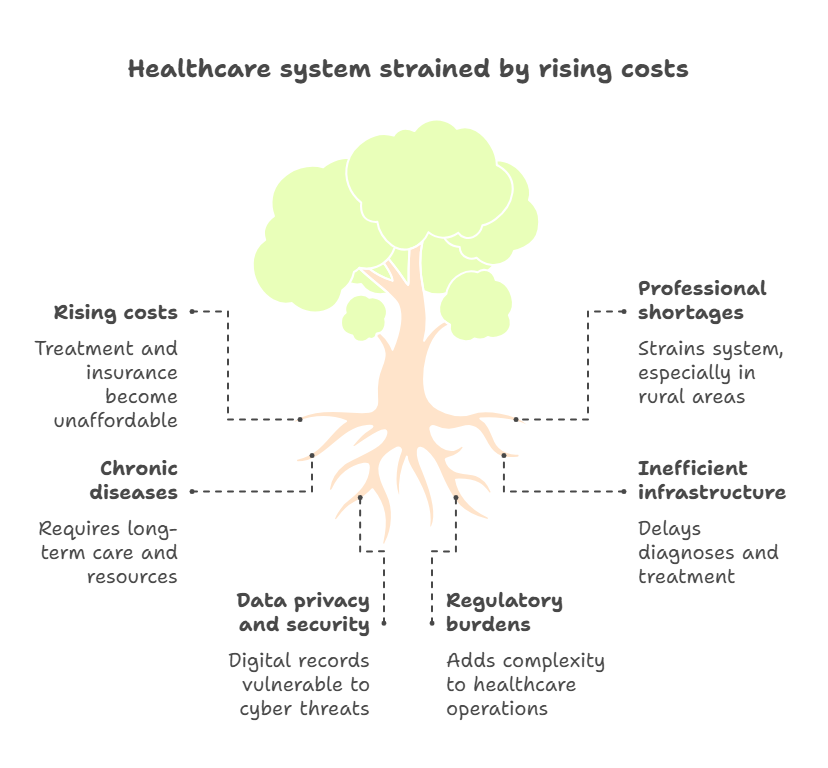 Healthcare system strained by rising costs
Rising costs
Treatment and
insurance
become
unaffordable
Chronic
diseases
Requires long-
term care and
resources
Data privacy
and security
Digital records
vulnerable to
cyber threats
Regulatory
burdens
Adds complexity
to healthcare
operations
Professional
shortages
Strains system,
especially in
rural areas
Inefficient
infrastructure
Delays
diagnoses and
treatment